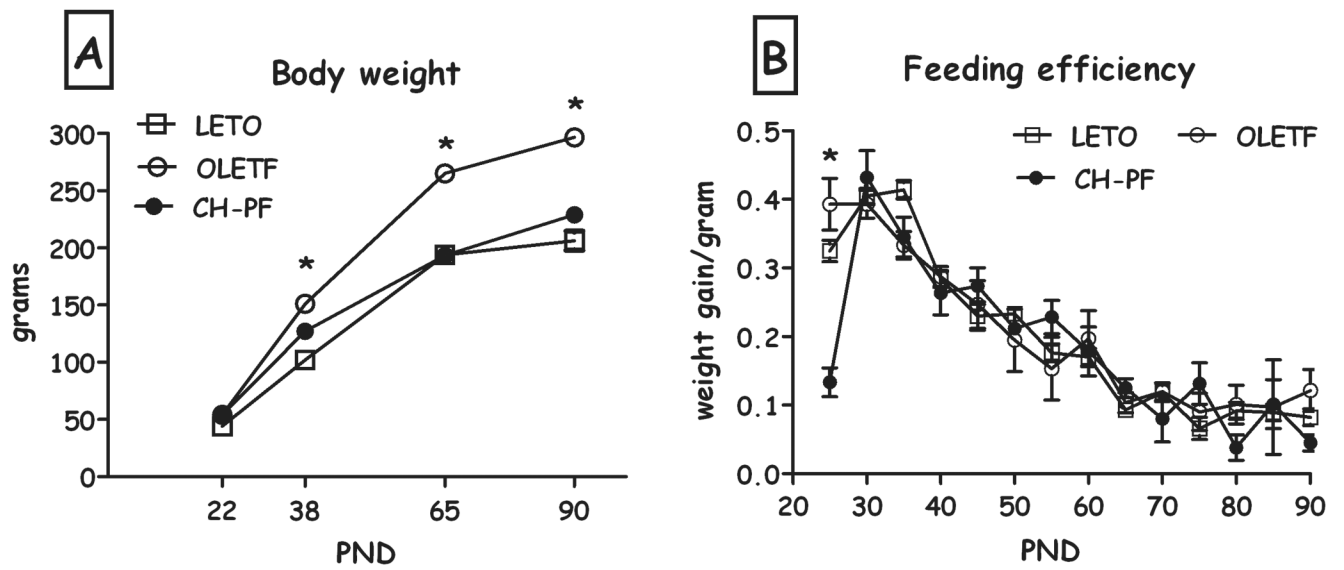 A
Body weight
LETO
OLETF
CH-PF
*
*
*
300
250
200
150
100
50
0
grams
22 38 65 90
PND
B
Feeding efficiency
LETO OLETF
CH-PF
*
0.5
0.4
0.3
0.2
0.1
0.0
weight gain/gram
20 30 40 50 60 70 80 90
PND